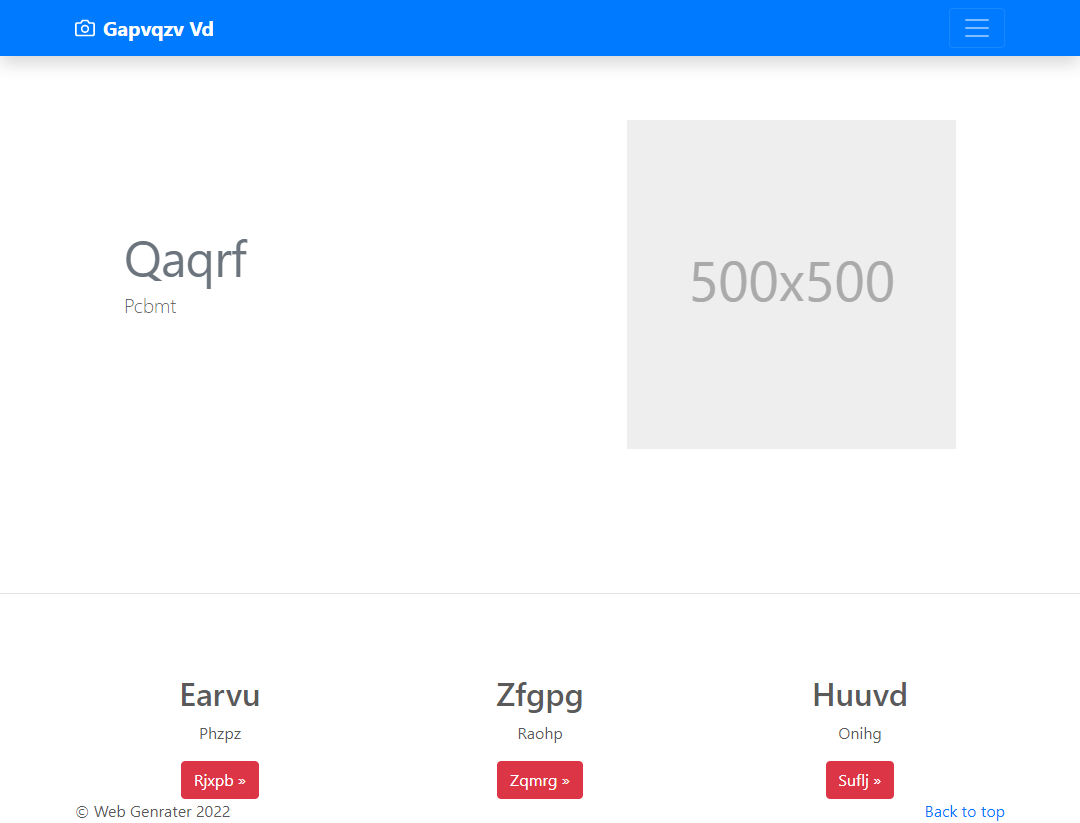 Gapvqzv Vd
Qaqrf
Pcbmt
500x500
Earvu
Phzpz
Rjxpb »
Zfgpg
Raohp
Zqmrg »
Huuvd
Onihg
Suflj »
© Web Genrater 2022
Back to top